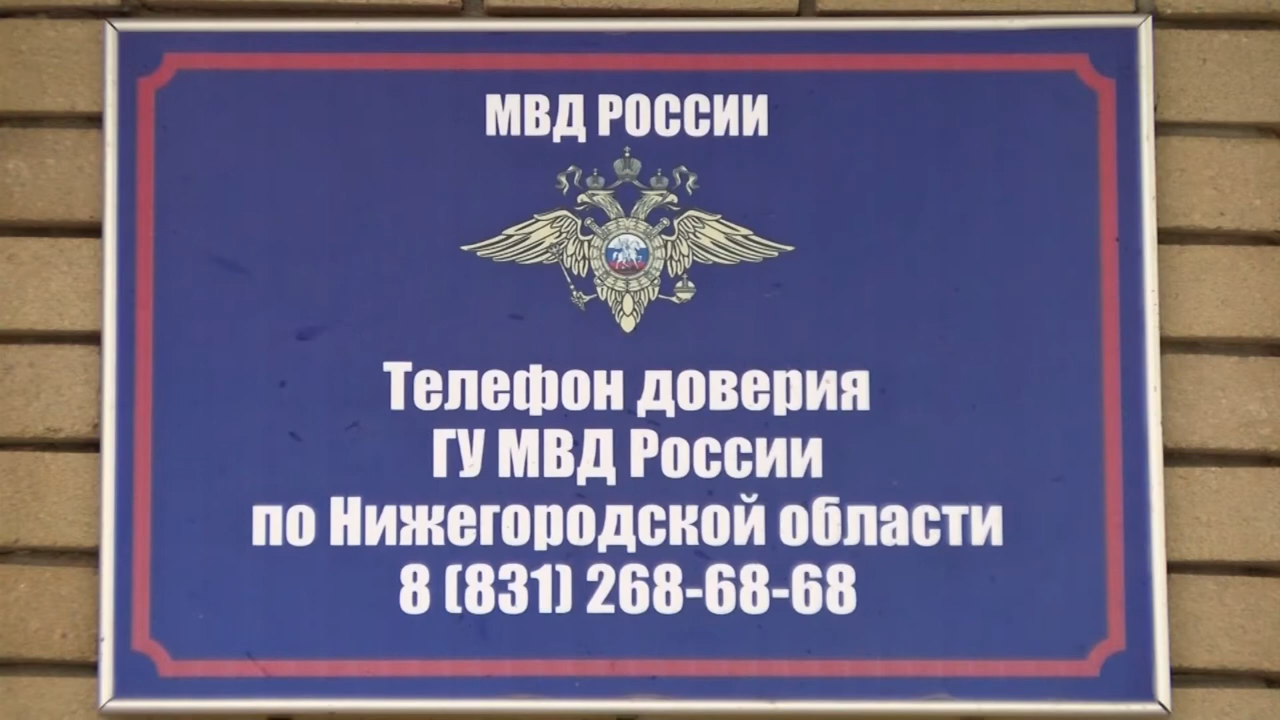 МВД РОССИИ
Телефон доверия
ГУ МВД России
по Нижегородской области
8 (831) 268-68-68